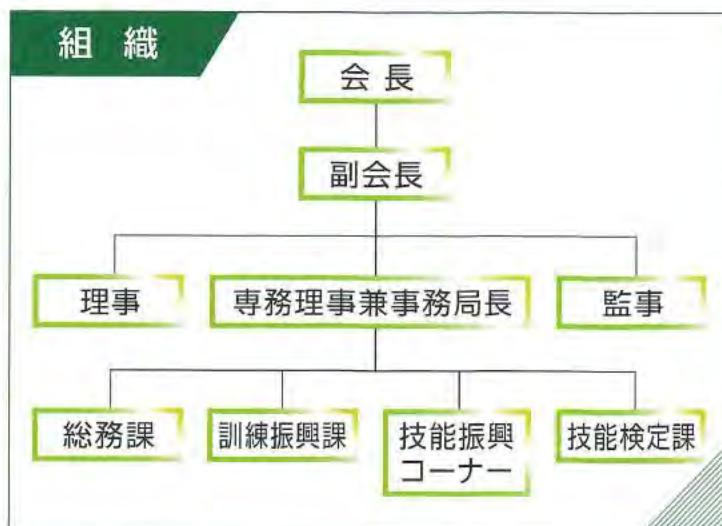 組織
会長
副会長
理事
専務理事兼事務局長
監事
総務課
訓練振興課
技能振興
コーナー
技能検定課